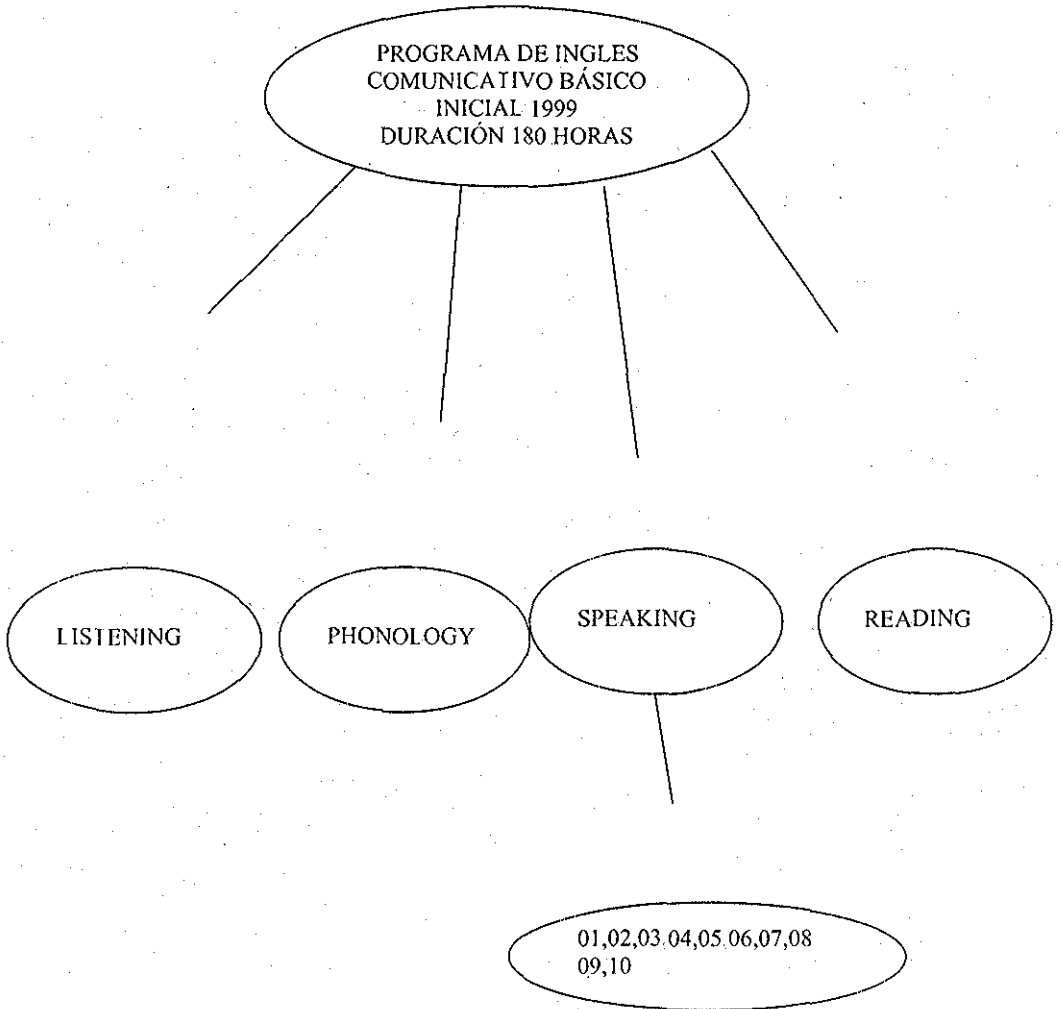 PROGRAMA DE INGLES
COMUNICATIVO BÁSICO
INICIAL 1999
DURACIÓN 180 HORAS
LISTENING
PHONOLOGY
SPEAKING
READING
01,02,03.04,05.06,07,08
09,10